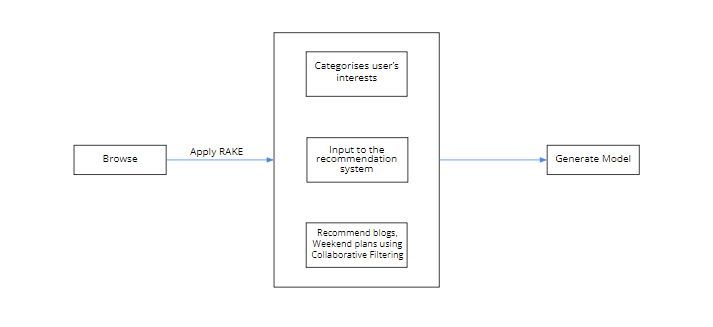 Categorises user's
interests
Browse
Apply RAKE
Input to the
recommendation
system
Generate Model
Recommend blogs,
Weekend plans using
Collaborative Filtering